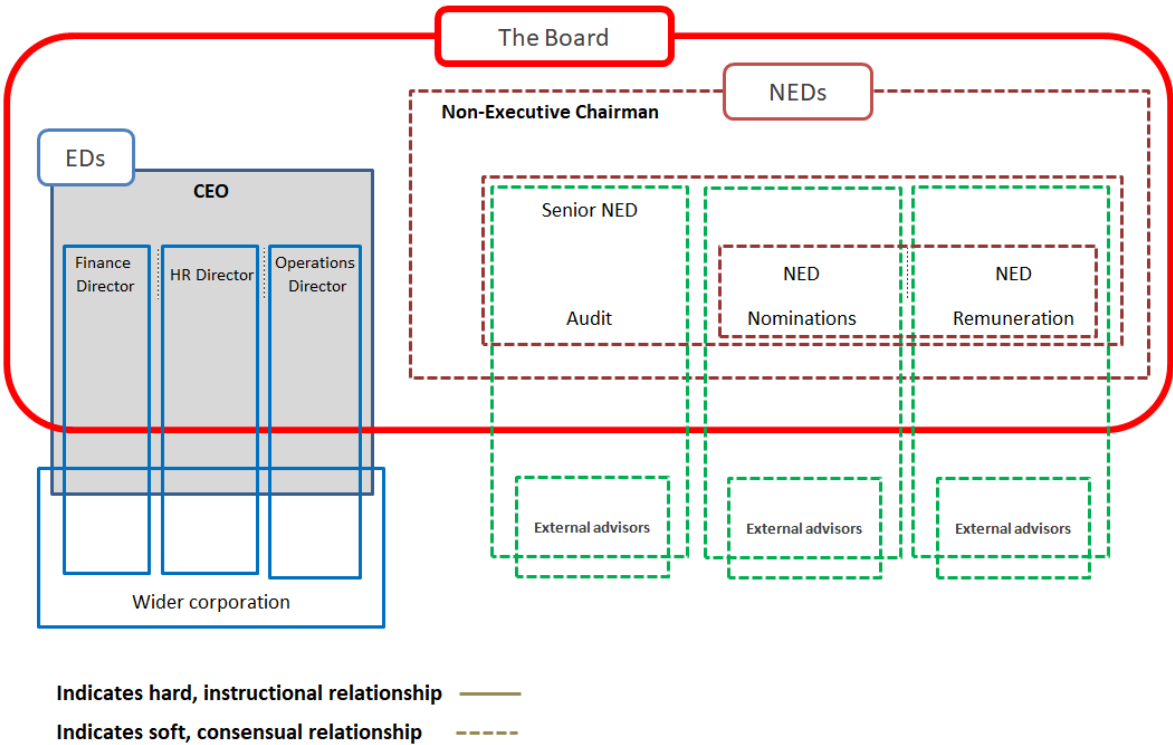 The Board
NEDs
Non-Executive Chairman
EDs
CEO
Finance
Director
HR Director
Operations
Director
Senior NED
Audit
NED
Nominations
NED
Remuneration
External advisors
External advisors
External advisors
Wider corporation
Indicates hard, instructional relationship
Indicates soft, consensual relationship